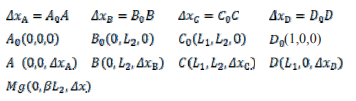 Δx_A = A_0A Δx_B = B_0B Δx_C = C_0C Δx_D = D_0D
A_0(0,0,0) B_0(0,L_2,0) C_0(L_1,L_2,0) D_0(1,0,0)
A (0,0,Δx_A) B(0,L_2,Δx_B) C(L_1,L_2,Δx_C) D(L_1,0,Δx_D)
Mg(0,βL_2,Δx)